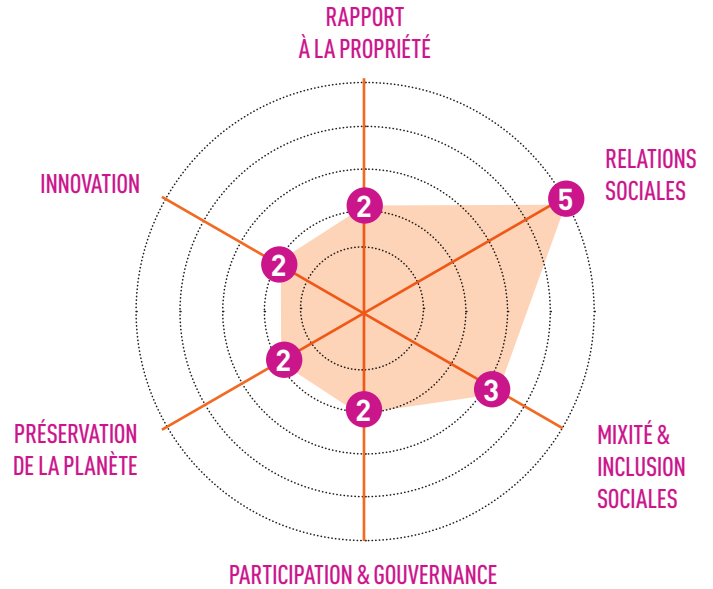 RAPPORT
À LA PROPRIÉTÉ
RELATIONS
SOCIALES
5
INNOVATION
2
2
2
3
2
PRÉSERVATION
DE LA PLANÈTE
MIXITÉ &
INCLUSION
SOCIALES
PARTICIPATION & GOUVERNANCE